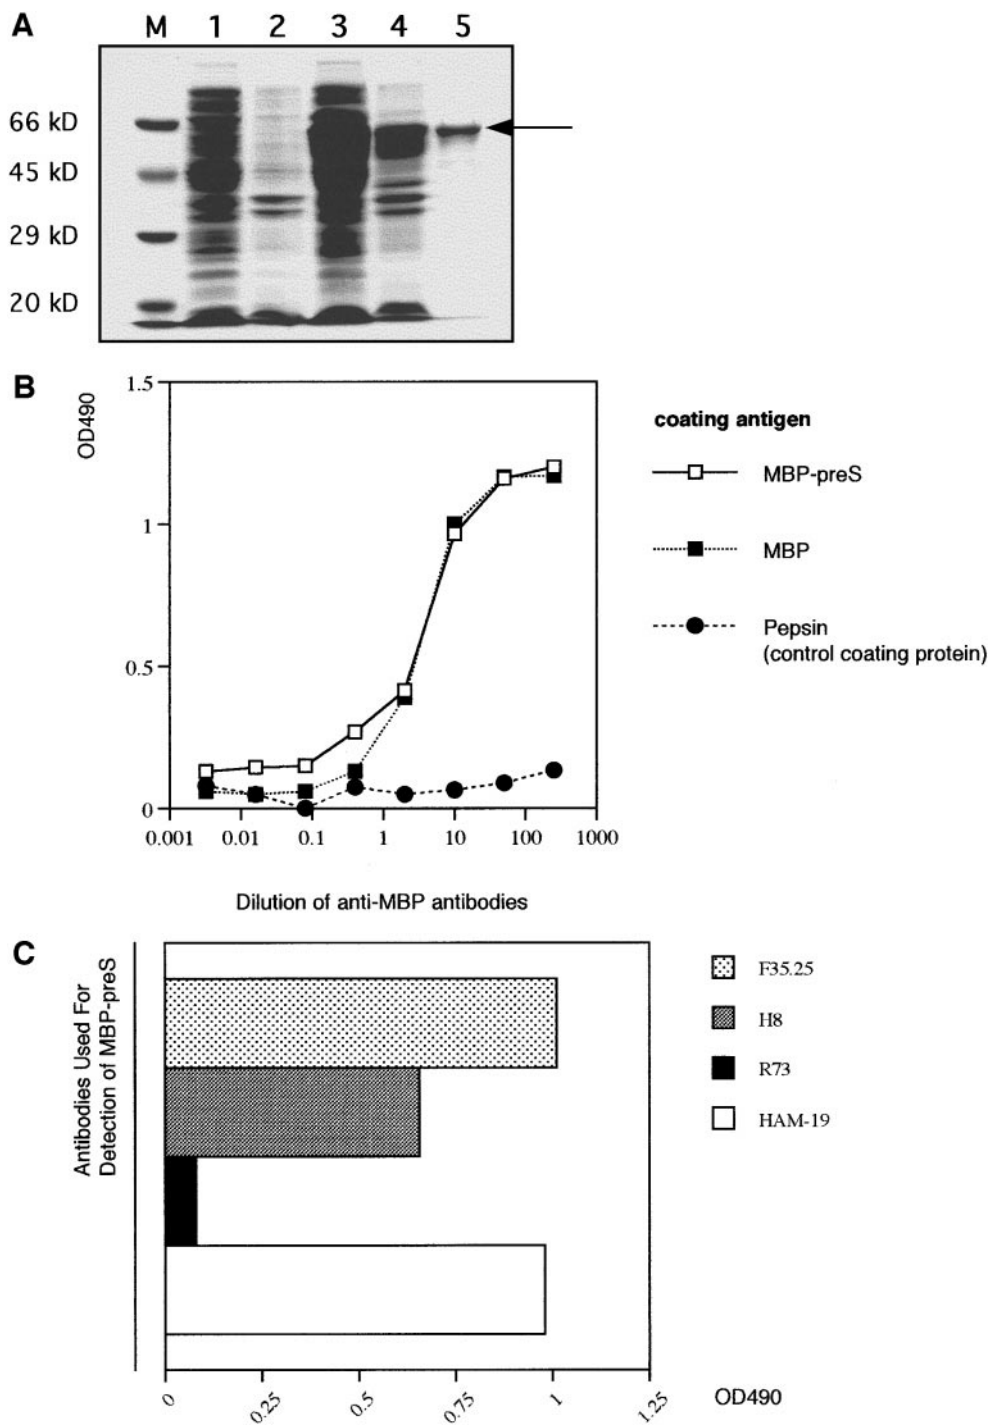 A
M 1 2 3 4 5
66 kD
45 kD
29 kD
20 kD
B
OD490
1.5
1
0.5
0
0.001 0.01 0.1 1 10 100 1000
Dilution of anti-MBP antibodies
coating antigen
MBP-preS
MBP
Pepsin
(control coating protein)
C
Antibodies Used For
Detection of MBP-preS
F35.25
H8
R73
HAM-19
0 0.25 0.5 0.75 1 1.25
OD490